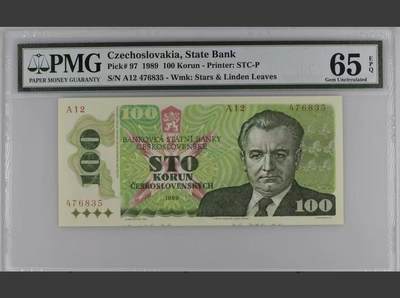 PMG
PAPER MONEY GUARANTY
Czechoslovakia, State Bank
Pick# 97 1989 100 Korun - Printer: STC-P
S/N A12 476835 - Wmk: Stars & Linden Leaves
65 EPQ
Gem Uncirculated
A12
100
A12
476835
BANKOVKA STÁTNÍ BANKY
ČESKOSLOVENSKÉ
100
STO
KORUN
ČESKOSLOVENSKÝCH
1989
476835
100